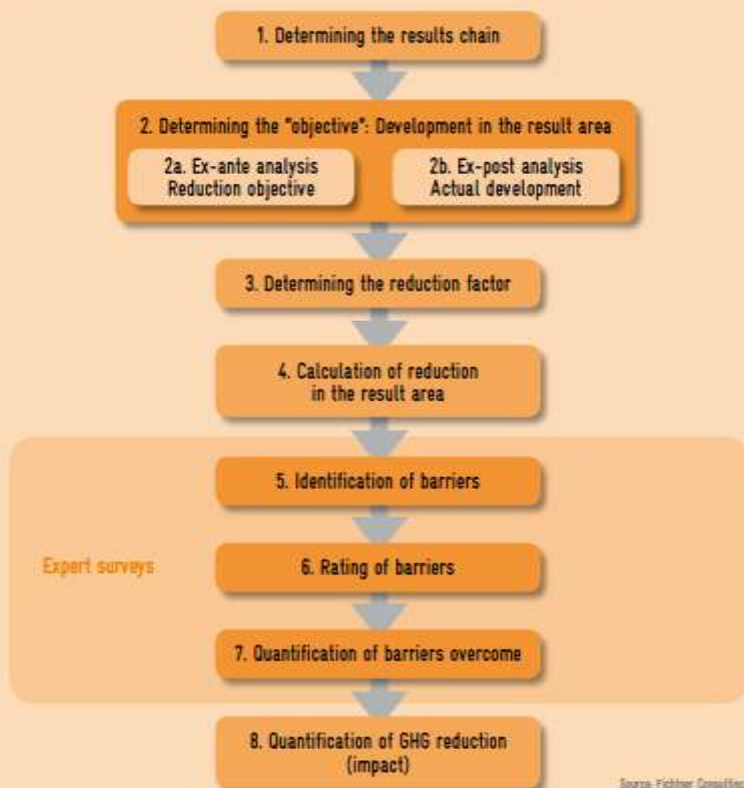 1. Determining the results chain
2. Determining the "objective": Development in the result area
2a. Ex-ante analysis
Reduction objective
2b. Ex-post analysis
Actual development
3. Determining the reduction factor
4. Calculation of reduction
in the result area
5. Identification of barriers
Expert surveys
6. Rating of barriers
7. Quantification of barriers overcome
8. Quantification of GHG reduction
(impact)
Source: Fichtner Consulting